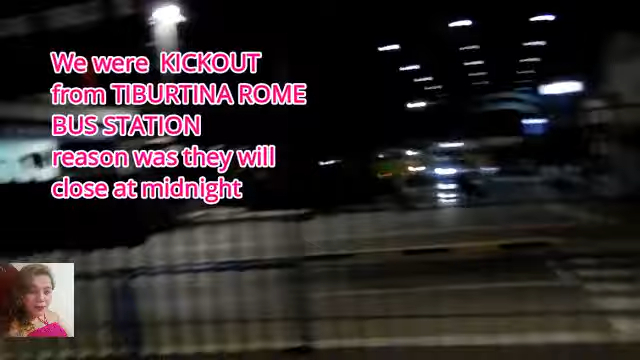 We were KICKOUT
from TIBURTINA ROME
BUS STATION
reason was they will
close at midnight